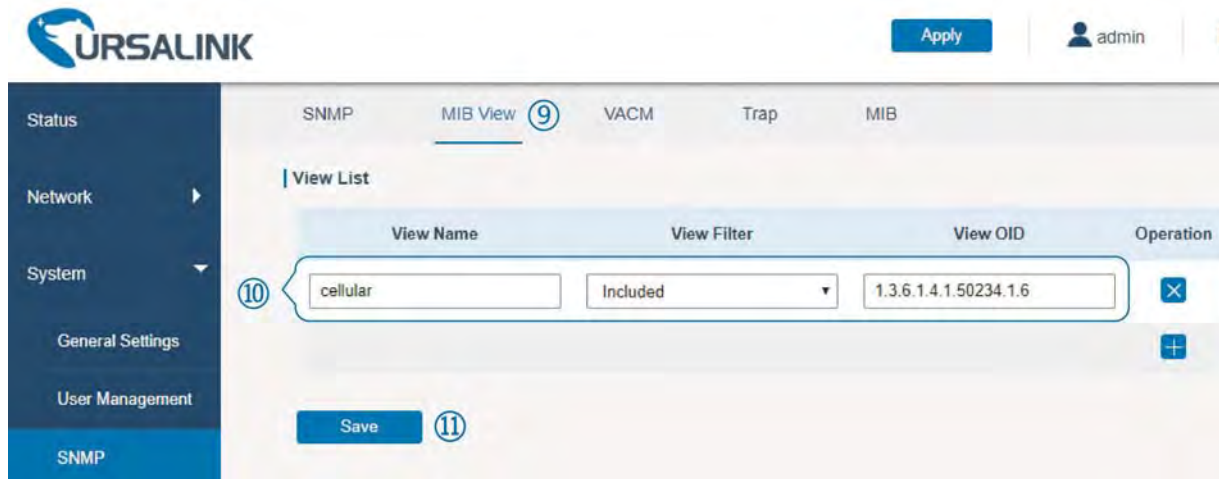 URSALINK
Apply
admin
Status
SNMP MIB View ⑨ VACM Trap MIB
View List
Network
View Name View Filter View OID Operation
System
⑩ cellular Included 1.3.6.1.4.1.50234.1.6
General Settings
User Management
Save ⑪
SNMP